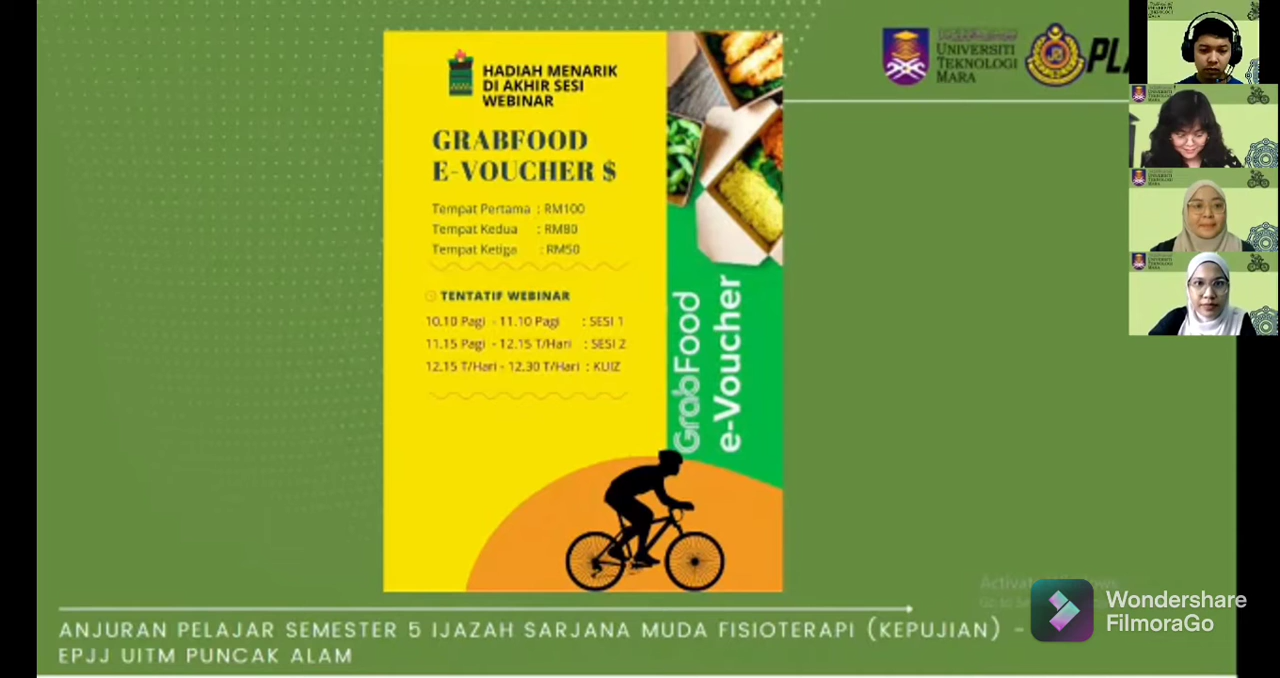 HADIAH MENARIK
DI AKHIR SESI
WEBINAR
GRABFOOD
E-VOUCHER $
Tempat Pertama : RM100
Tempat Kedua : RM80
Tempat Ketiga : RM50
TENTATIF WEBINAR
10.10 Pagi - 11.10 Pagi : SESI 1
11.15 Pagi - 12.15 T/Hari : SESI 2
12.15 T/Hari - 12.30 T/Hari : KUIZ
GrabFood
e-Voucher
UNIVERSITI
TEKNOLOGI
MARA
Wondershare
FilmoraGo
ANJURAN PELAJAR SEMESTER 5 IJAZAH SARJANA MUDA FISIOTERAPI (KEPUJIAN) -
EPJJ UITM PUNCAK ALAM